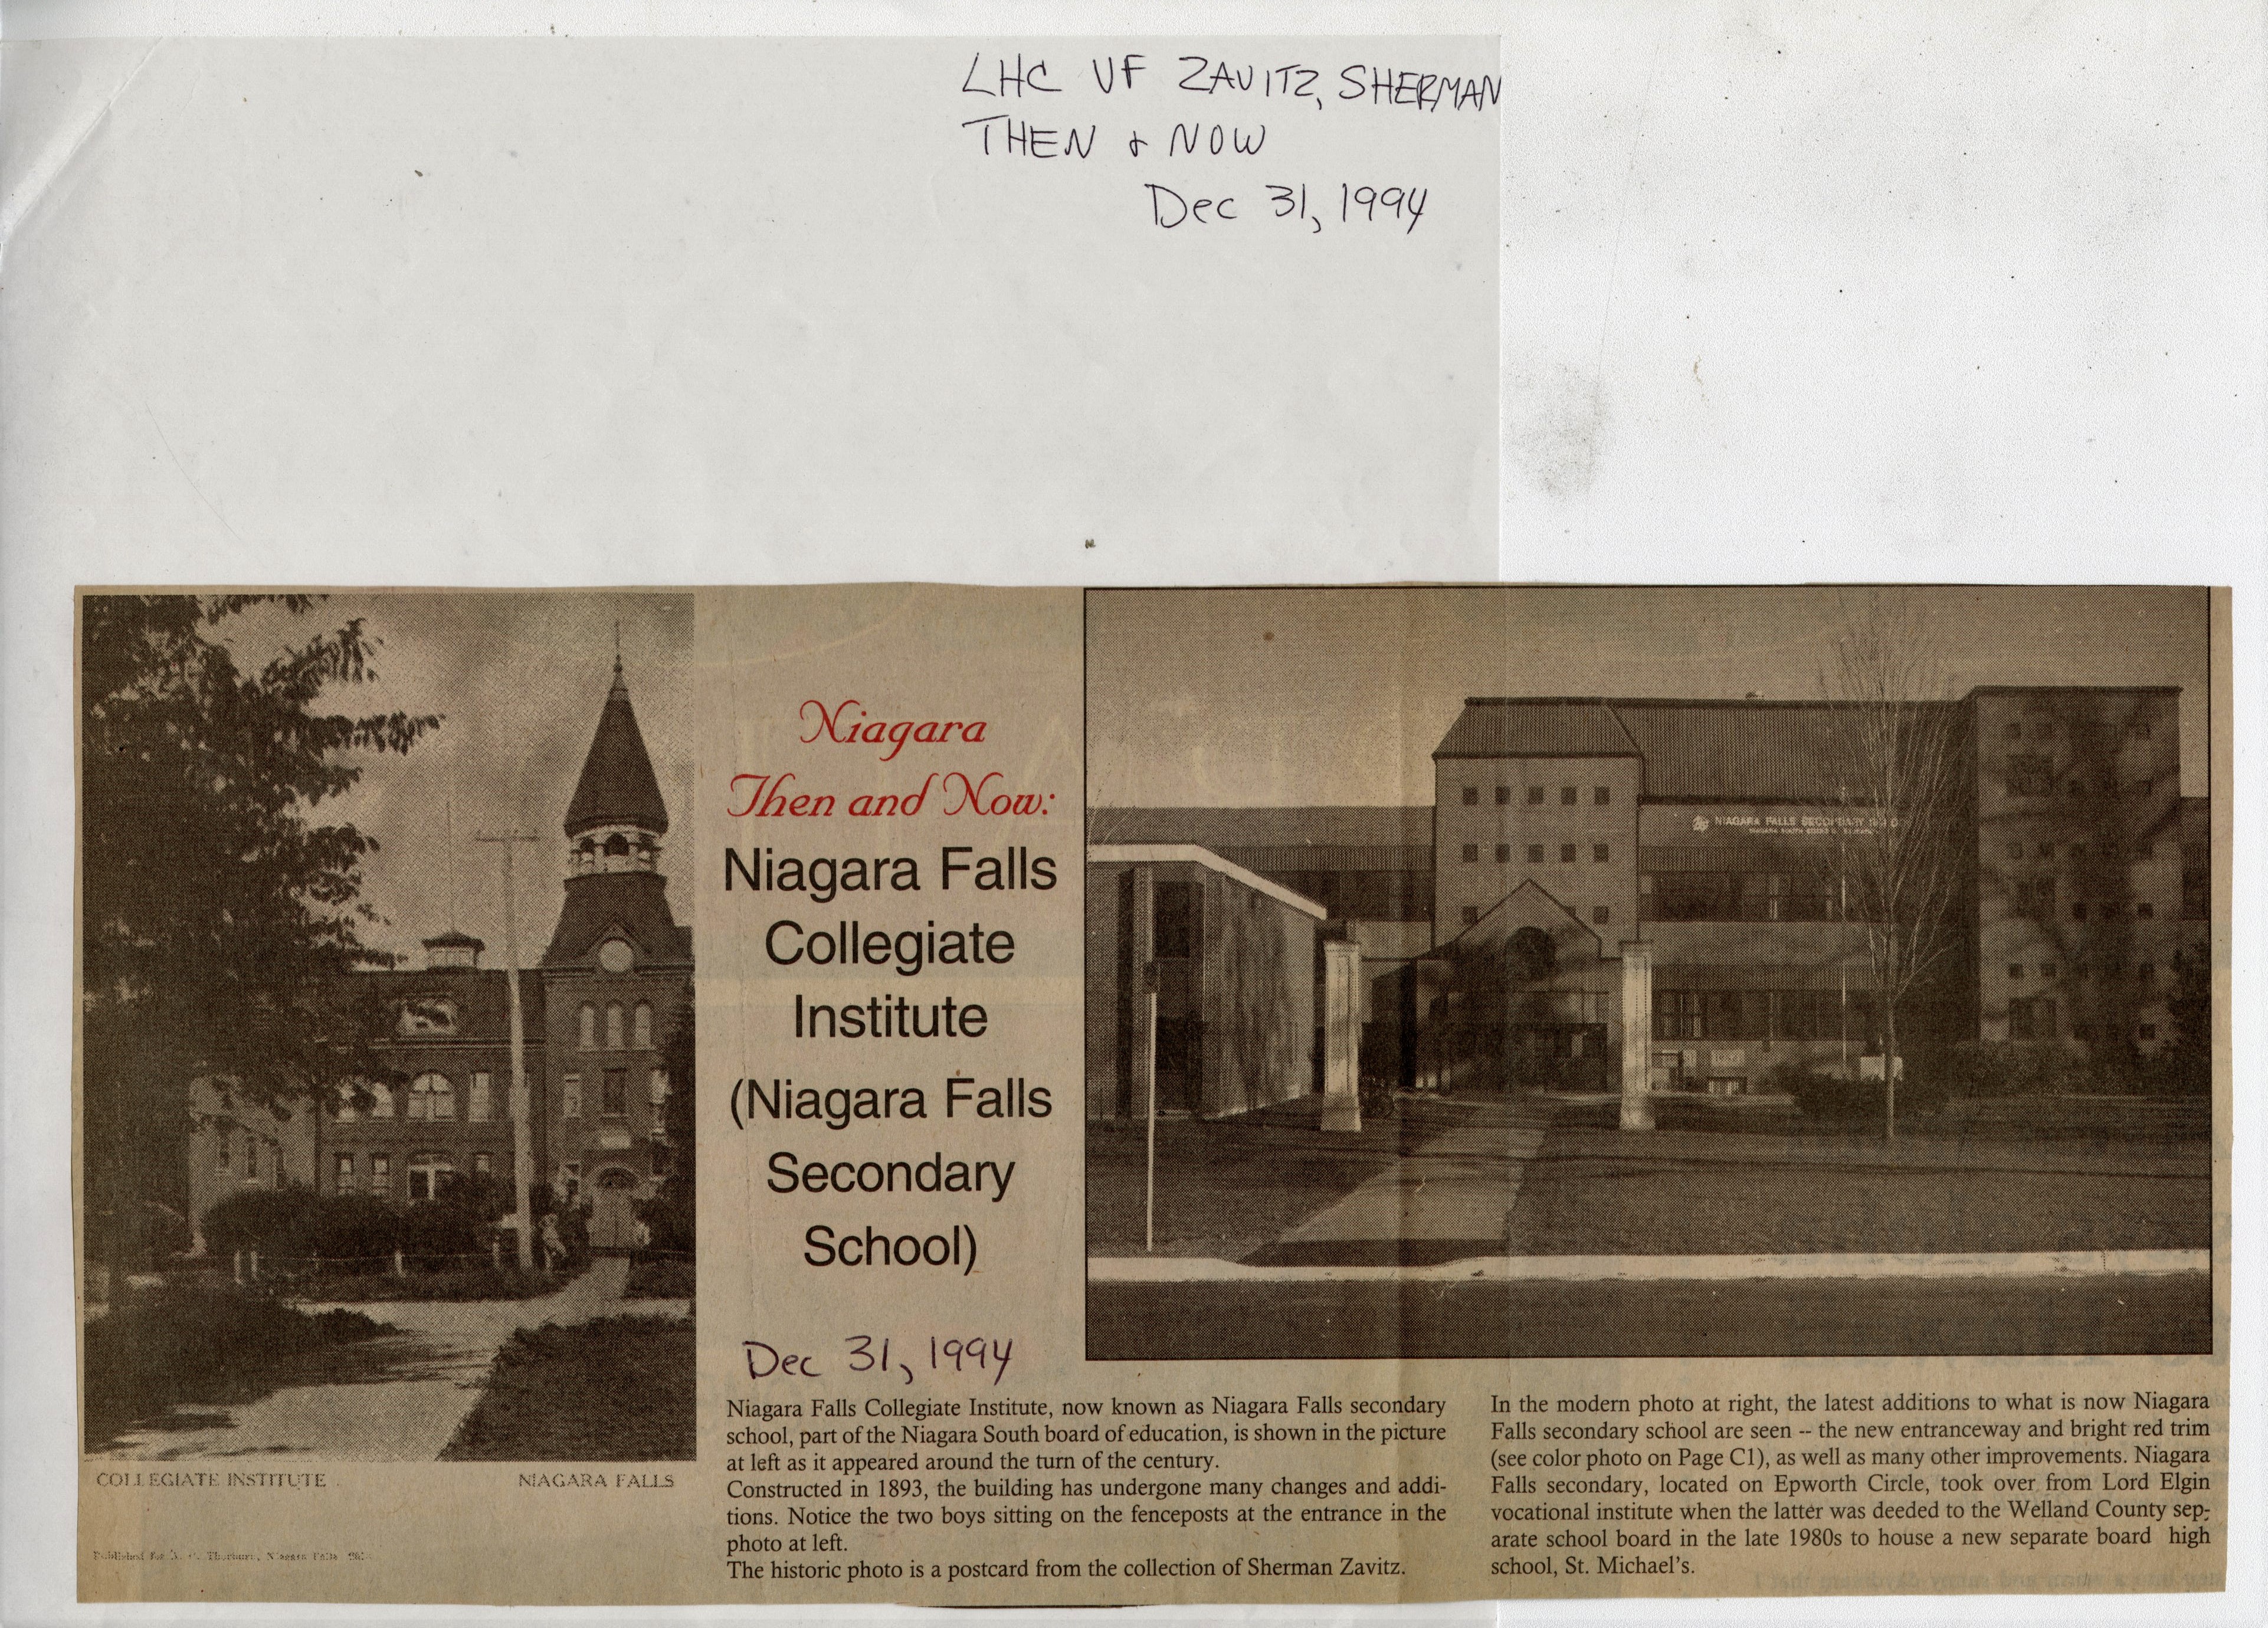 LHC VF ZAVITZ, SHERMAN
THEN & NOW
Dec 31, 1994
Niagara
Then and Now:
Niagara Falls
Collegiate
Institute
(Niagara Falls
Secondary
School)
Dec 31, 1994
NIAGARA FALLS SECONDARY
COLLEGIATE INSTITUTE
NIAGARA FALLS
Published for Thorburn, Niagara Falls
Niagara Falls Collegiate Institute, now known as Niagara Falls secondary
school, part of the Niagara South board of education, is shown in the picture
at left as it appeared around the turn of the century.
Constructed in 1893, the building has undergone many changes and addi-
tions. Notice the two boys sitting on the fenceposts at the entrance in the
photo at left.
The historic photo is a postcard from the collection of Sherman Zavitz.
In the modern photo at right, the latest additions to what is now Niagara
Falls secondary school are seen -- the new entranceway and bright red trim
(see color photo on Page C1), as well as many other improvements. Niagara
Falls secondary, located on Epworth Circle, took over from Lord Elgin
vocational institute when the latter was deeded to the Welland County sep-
arate school board in the late 1980s to house a new separate board high
school, St. Michael's.